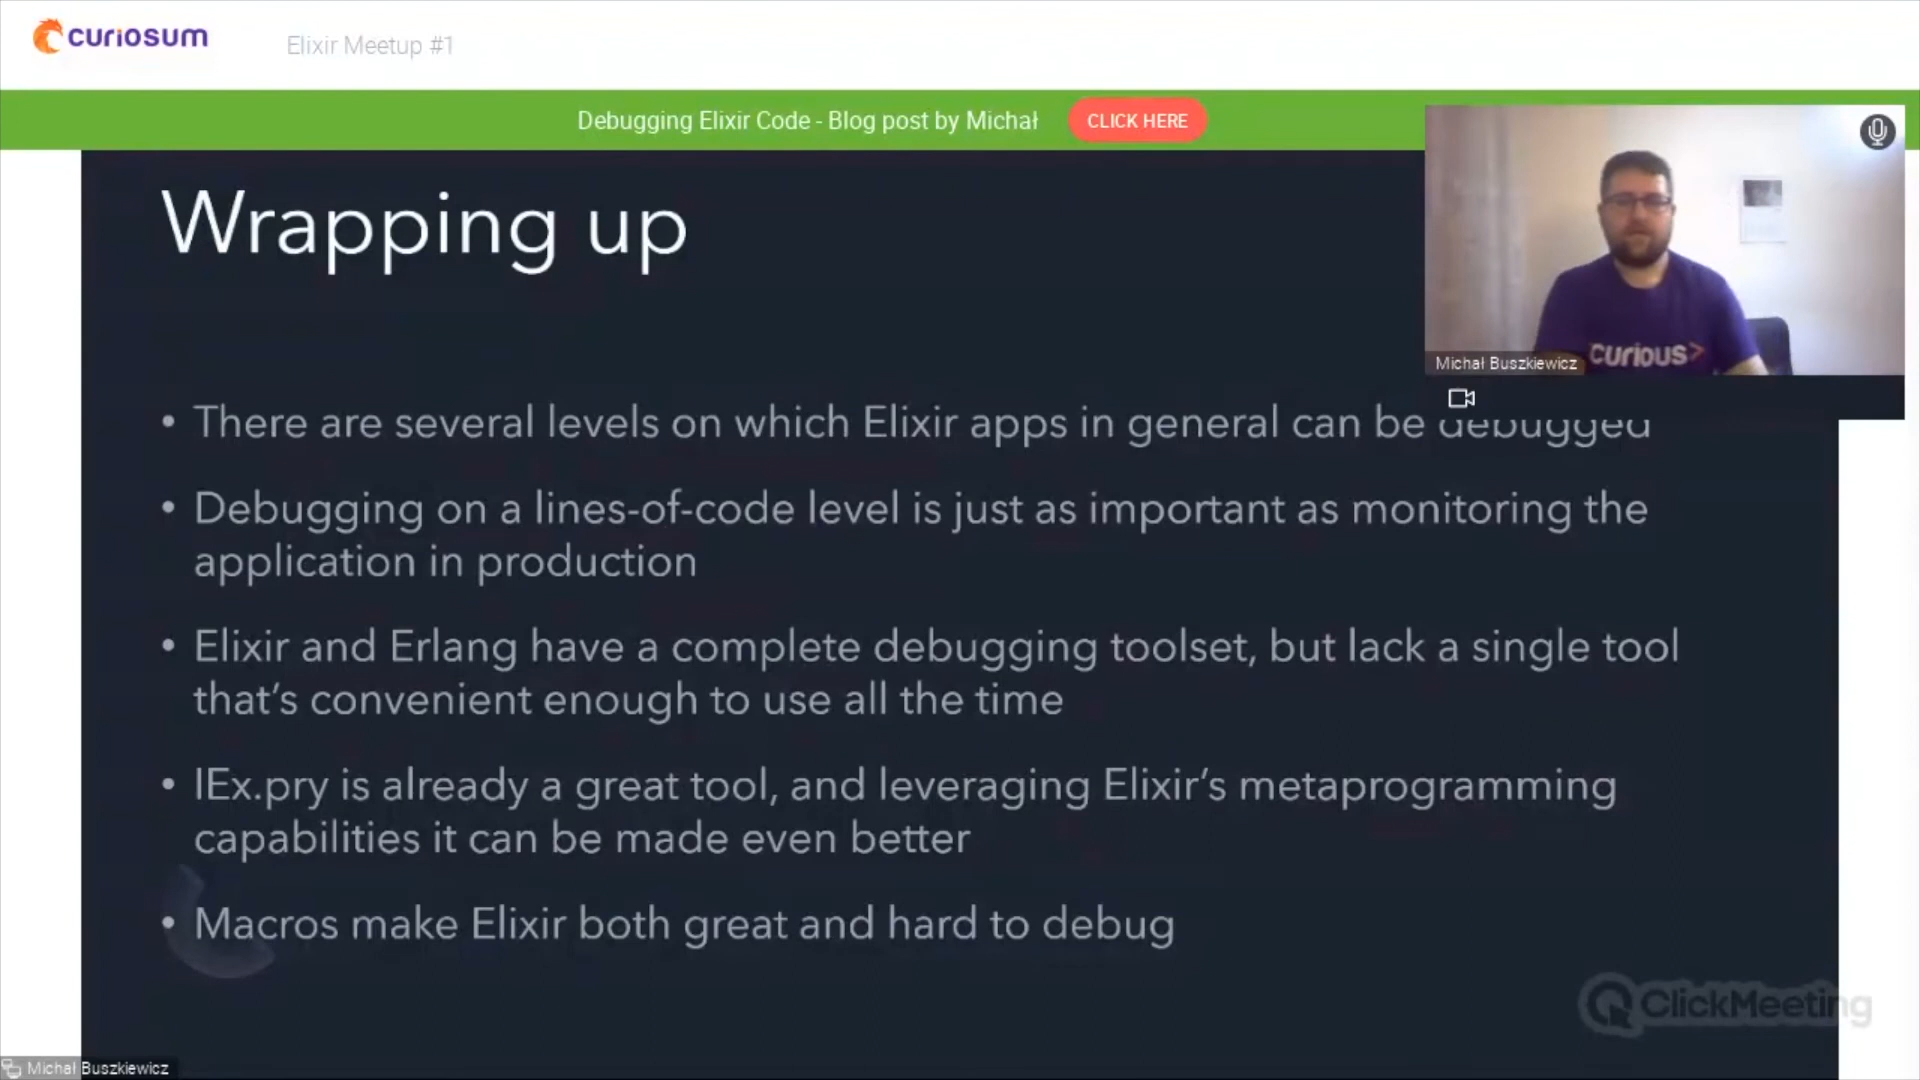 curiosum
Elixir Meetup #1
Debugging Elixir Code - Blog post by Michał
CLICK HERE
Wrapping up
curious>
Michał Buszkiewicz
• There are several levels on which Elixir apps in general can be debugged
• Debugging on a lines-of-code level is just as important as monitoring the
application in production
• Elixir and Erlang have a complete debugging toolset, but lack a single tool
that’s convenient enough to use all the time
• IEx.pry is already a great tool, and leveraging Elixir’s metaprogramming
capabilities it can be made even better
• Macros make Elixir both great and hard to debug
ClickMeeting
Michał Buszkiewicz